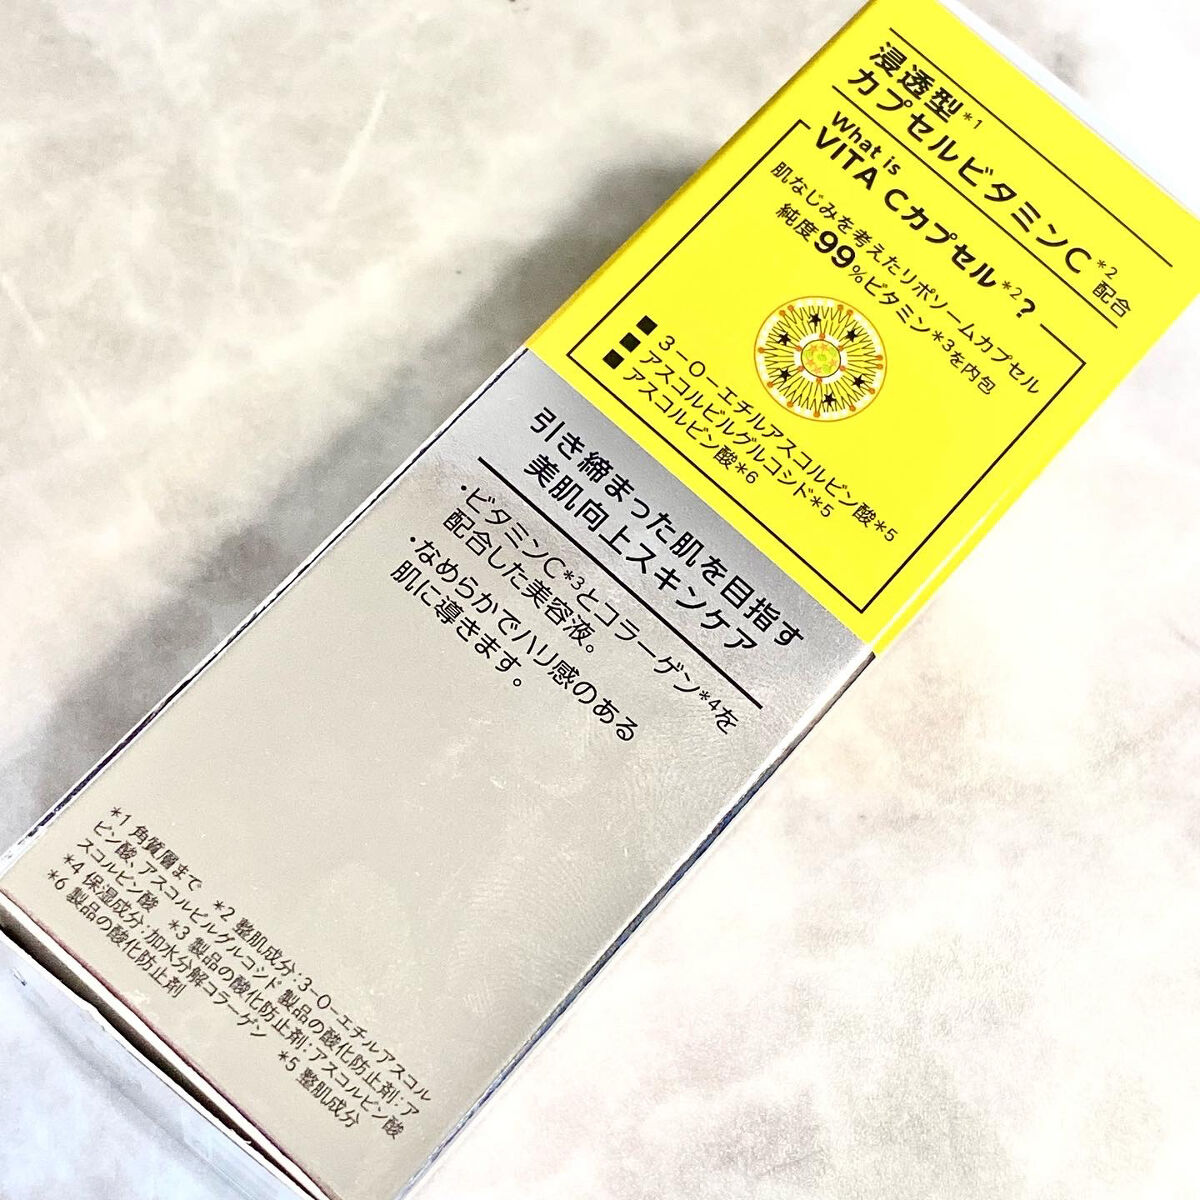 浸透型*1
カプセルビタミンC*2配合
What is
VITA Cカプセル*2?
肌なじみを考えたリポソームカプセル
純度99%ビタミン*3を内包
■ 3-O-エチルアスコルビン酸*5
■ アスコルビルグルコシド*5
■ アスコルビン酸*6
引き締まった肌を目指す
美肌向上スキンケア
・ビタミンC*3とコラーゲン*4を
配合した美容液。
・なめらかでハリ感のある
肌に導きます。
*1 角質層まで *2 整肌成分:3-O-エチルアスコル
ビン酸、アスコルビルグルコシド 製品の酸化防止剤:ア
スコルビン酸 *3 製品の酸化防止剤:アスコルビン酸
*4 保湿成分:加水分解コラーゲン *5 整肌成分
*6 製品の酸化防止剤